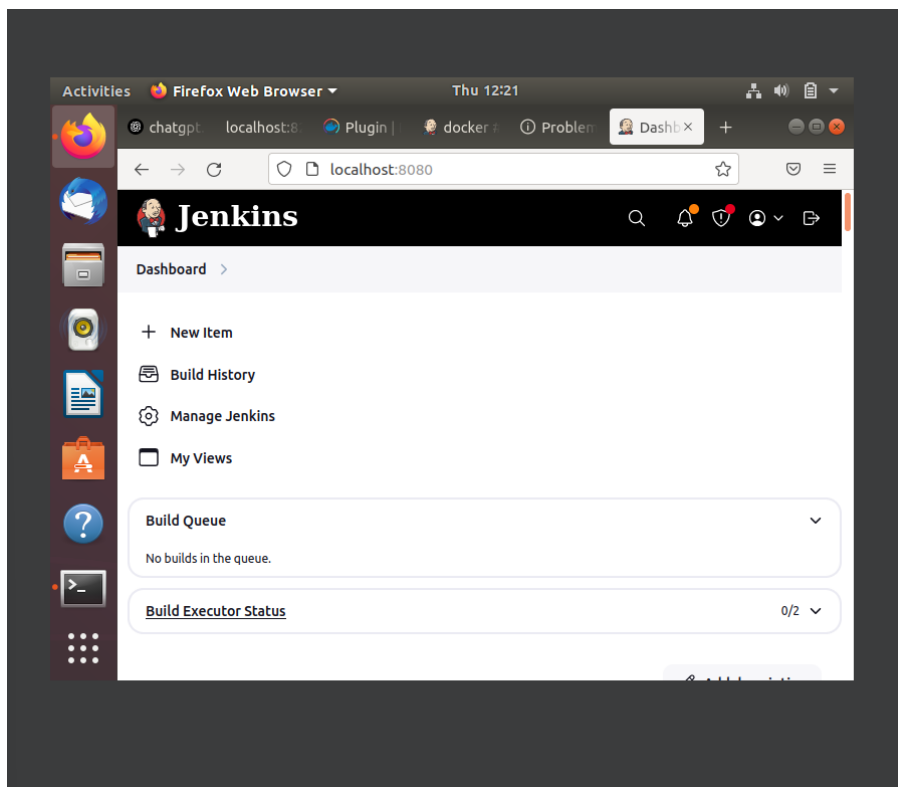 Activities Firefox Web Browser Thu 12:21
chatgpt localhost:8 Plugin | docker Problem Dashb
localhost:8080
Jenkins
Dashboard
New Item
Build History
Manage Jenkins
My Views
Build Queue
No builds in the queue.
Build Executor Status 0/2